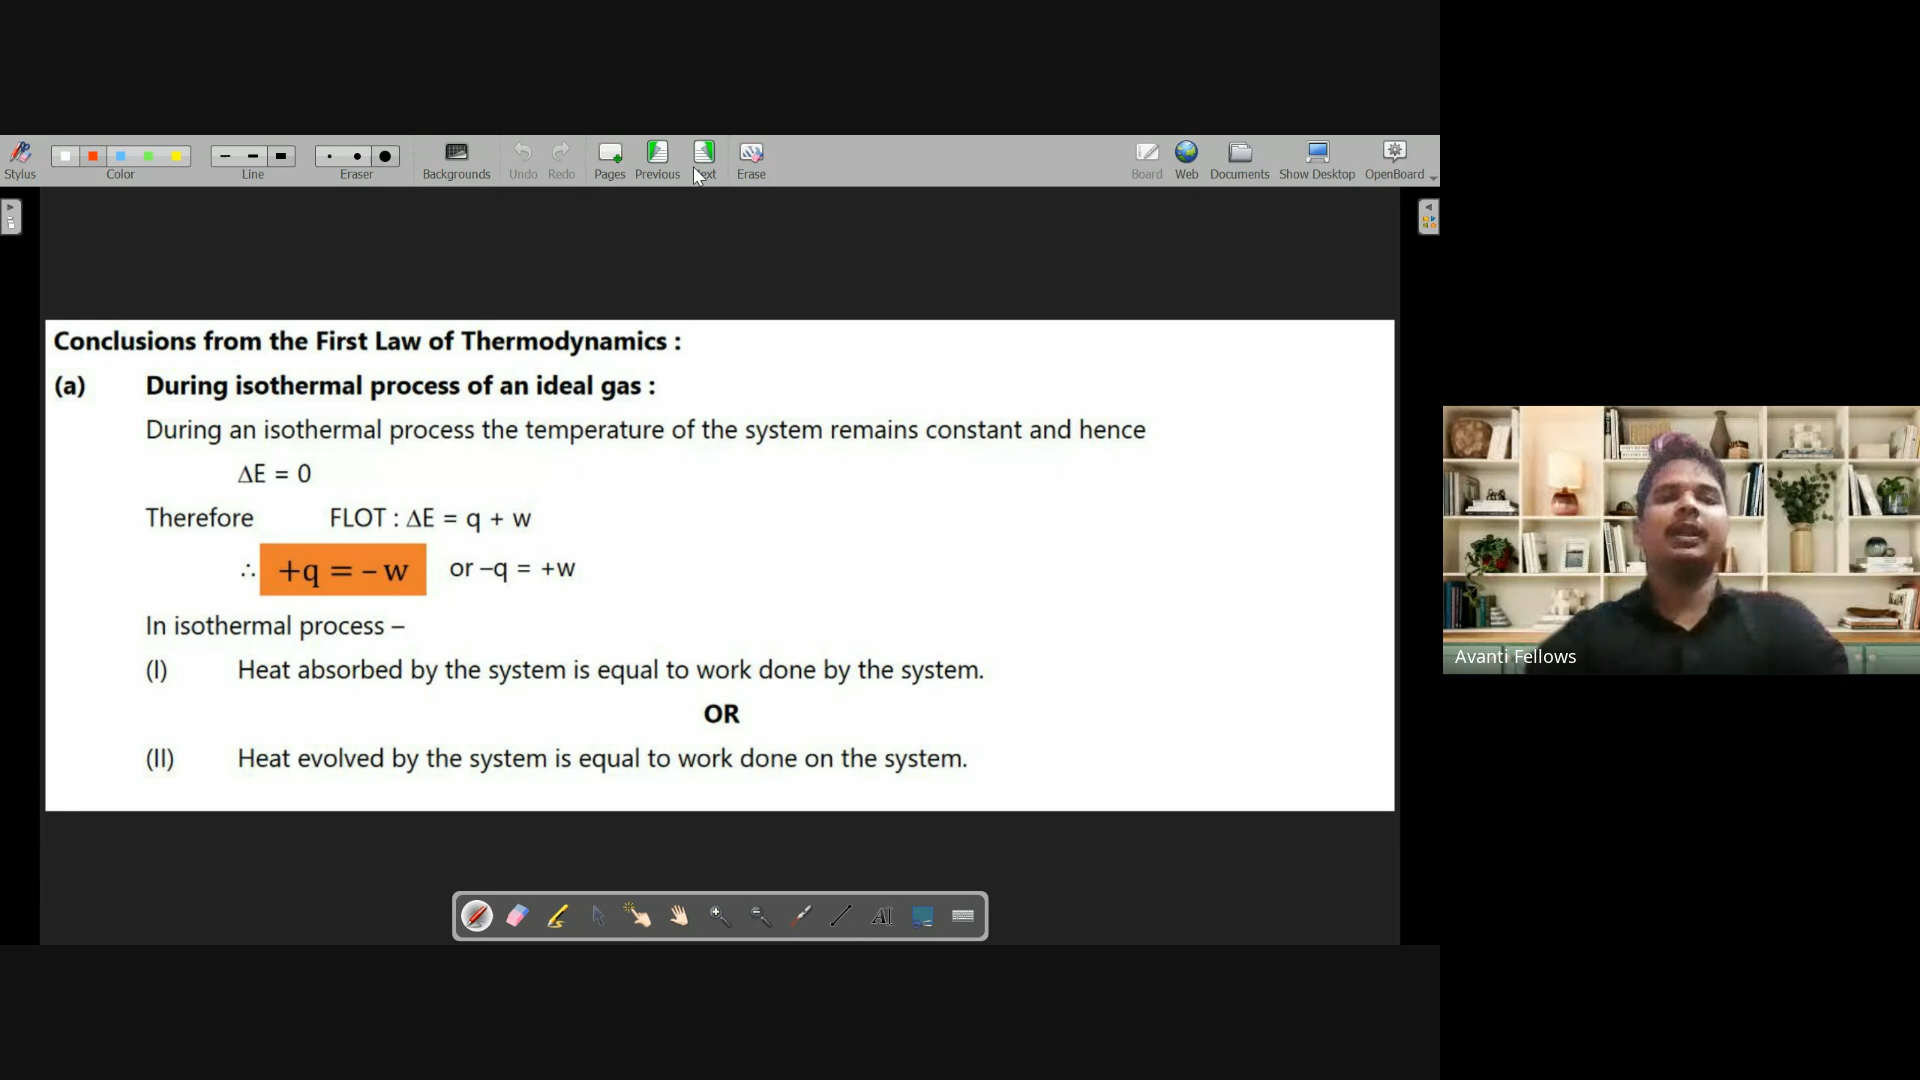 Stylus Color Line Eraser Backgrounds Undo Redo Pages Previous Erase Board Web Documents Show Desktop OpenBoard
Conclusions from the First Law of Thermodynamics :
(a) During isothermal process of an ideal gas :
During an isothermal process the temperature of the system remains constant and hence
ΔE = 0
Therefore FLOT : ΔE = q + w
∴ +q = – w or –q = +w
In isothermal process –
(I) Heat absorbed by the system is equal to work done by the system.
OR
(II) Heat evolved by the system is equal to work done on the system.
Avanti Fellows